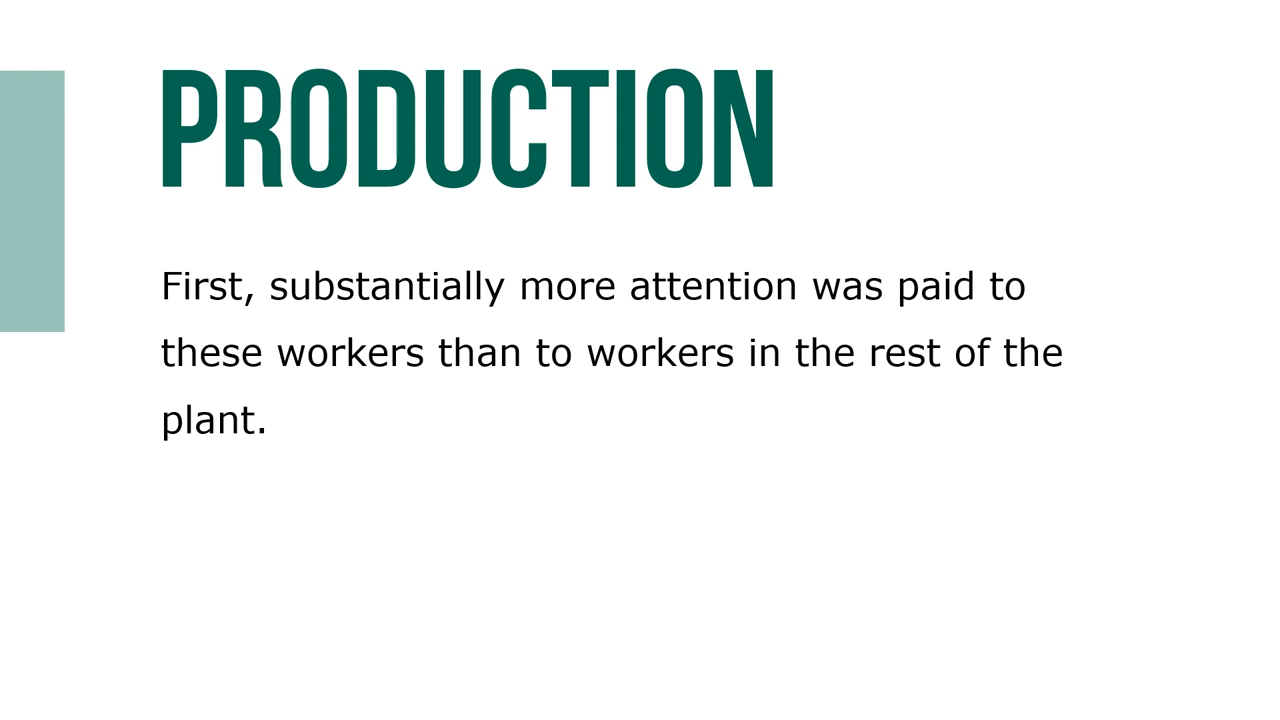 PRODUCTION
First, substantially more attention was paid to
these workers than to workers in the rest of the
plant.